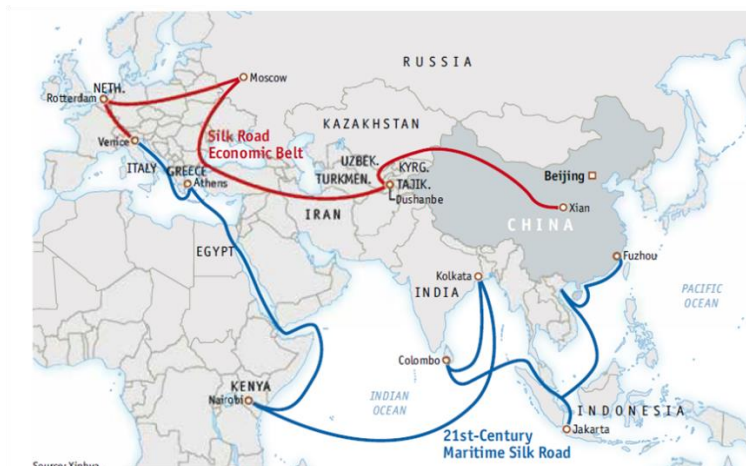 RUSSIA
Moscow
NETH.
Rotterdam
Silk Road
Economic Belt
KAZAKHSTAN
Venice
ITALY
GREECE
Athens
UZBEK.
KYRG.
TURKMEN.
TAJIK.
Dushanbe
Beijing
Xian
CHINA
IRAN
EGYPT
Fuzhou
Kolkata
INDIA
PACIFIC
OCEAN
Colombo
KENYA
Nairobi
INDIAN
OCEAN
INDONESIA
Jakarta
21st-Century
Maritime Silk Road
Source: Xinhua